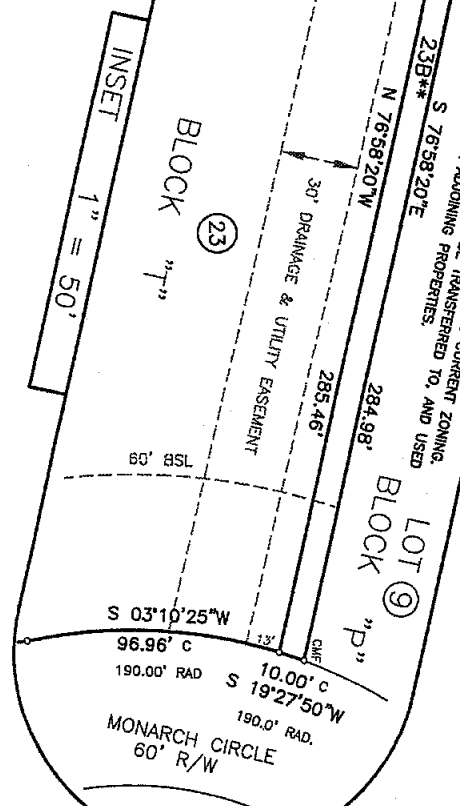 CURRENT ZONING.
TRANSFERRED TO, AND USED
ADJOINING PROPERTIES.
23B**
S 76°58'20"E
N 76°58'20"W
285.46'
284.98'
LOT 9
BLOCK "P"
INSET 1" = 50'
BLOCK "T"
23
30' DRAINAGE & UTILITY EASEMENT
60' BSL
S 03°10'25"W
96.96' C
190.00' RAD
13'
CMF
10.00' C
S 19°27'50"W
190.0' RAD.
MONARCH CIRCLE
60' R/W